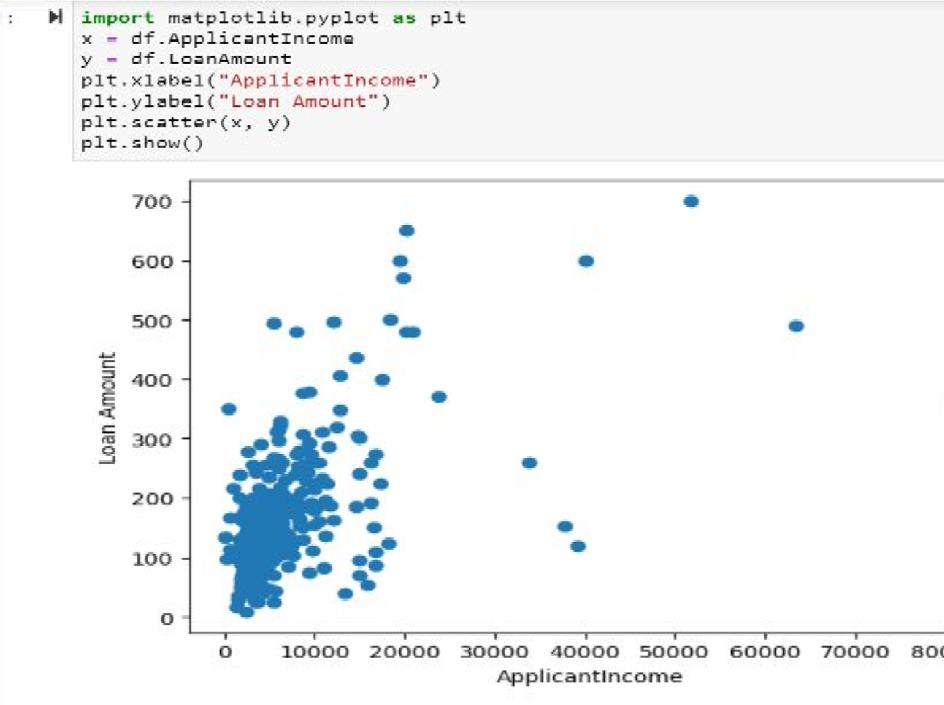 :
import matplotlib.pyplot as plt
x = df.ApplicantIncome
y = df.LoanAmount
plt.xlabel("ApplicantIncome")
plt.ylabel("Loan Amount")
plt.scatter(x, y)
plt.show()
700
600
500
400
300
200
100
0
Loan Amount
0 10000 20000 30000 40000 50000 60000 70000 800
ApplicantIncome